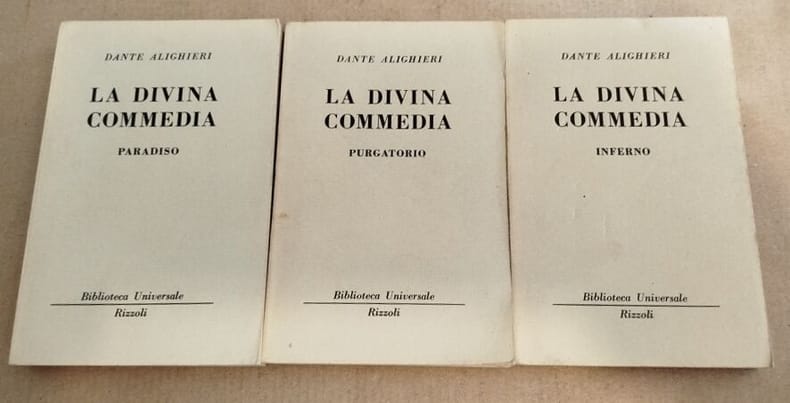 DANTE ALIGHIERI
LA DIVINA
COMMEDIA
PARADISO
Biblioteca Universale
Rizzoli
DANTE ALIGHIERI
LA DIVINA
COMMEDIA
PURGATORIO
Biblioteca Universale
Rizzoli
DANTE ALIGHIERI
LA DIVINA
COMMEDIA
INFERNO
Biblioteca Universale
Rizzoli